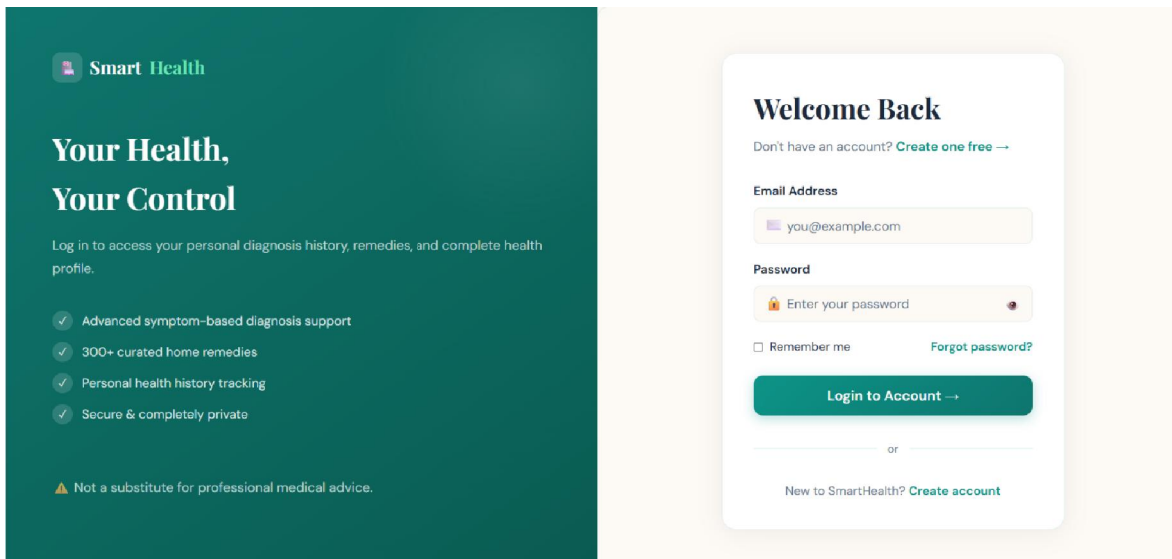 Smart Health
Your Health,
Your Control
Log in to access your personal diagnosis history, remedies, and complete health
profile.
✓ Advanced symptom-based diagnosis support
✓ 300+ curated home remedies
✓ Personal health history tracking
✓ Secure & completely private
⚠ Not a substitute for professional medical advice.
Welcome Back
Don't have an account? Create one free →
Email Address
you@example.com
Password
Enter your password
Remember me
Forgot password?
Login to Account →
or
New to SmartHealth? Create account